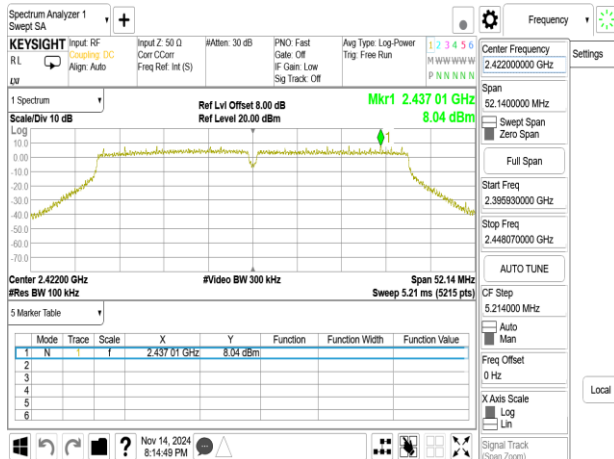 Spectrum Analyzer 1
Swept SA
+
Frequency
KEYSIGHT
RL
LXI
Input: RF
Coupling: DC
Align: Auto
Input Z: 50 Ω
Corr CCorr
Freq Ref: Int (S)
#Atten: 30 dB
PNO: Fast
Gate: Off
IF Gain: Low
Sig Track: Off
Avg Type: Log-Power
Trig: Free Run
1 2 3 4 5 6
M W W W W W
P N N N N N
1 Spectrum
Scale/Div 10 dB
Ref Lvl Offset 8.00 dB
Ref Level 20.00 dBm
Mkr1 2.437 01 GHz
8.04 dBm
Log
10.0
0.00
-10.0
-20.0
-30.0
-40.0
-50.0
-60.0
-70.0
1
Center 2.42200 GHz
#Res BW 100 kHz
#Video BW 300 kHz
Span 52.14 MHz
Sweep 5.21 ms (5215 pts)
5 Marker Table
Mode Trace Scale X Y Function Function Width Function Value
1 N 1 f 2.437 01 GHz 8.04 dBm
2
3
4
5
6
Nov 14, 2024
8:14:49 PM
Center Frequency
2.422000000 GHz
Span
52.1400000 MHz
Swept Span
Zero Span
Full Span
Start Freq
2.395930000 GHz
Stop Freq
2.448070000 GHz
AUTO TUNE
CF Step
5.214000 MHz
Auto
Man
Freq Offset
0 Hz
X Axis Scale
Log
Lin
Signal Track
(Span Zoom)
Settings
Local